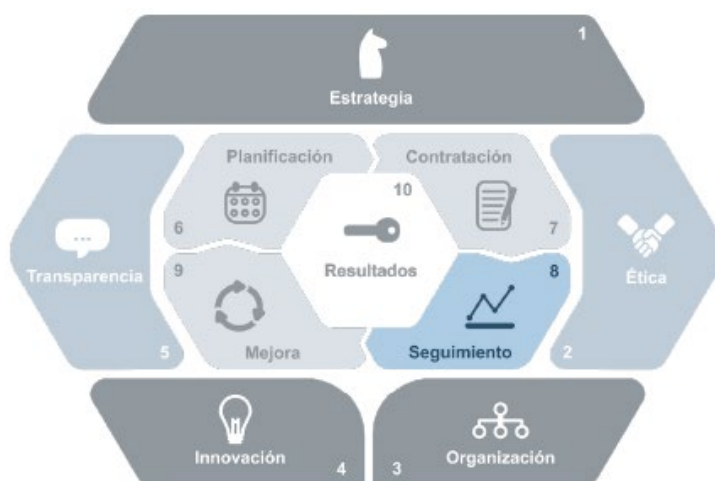 1
Estrategia
Planificación
Contratación
10
6
7
...
Transparencia
Resultados
Ética
9
8
Mejora
Seguimiento
5
2
Innovación
4
3
Organización